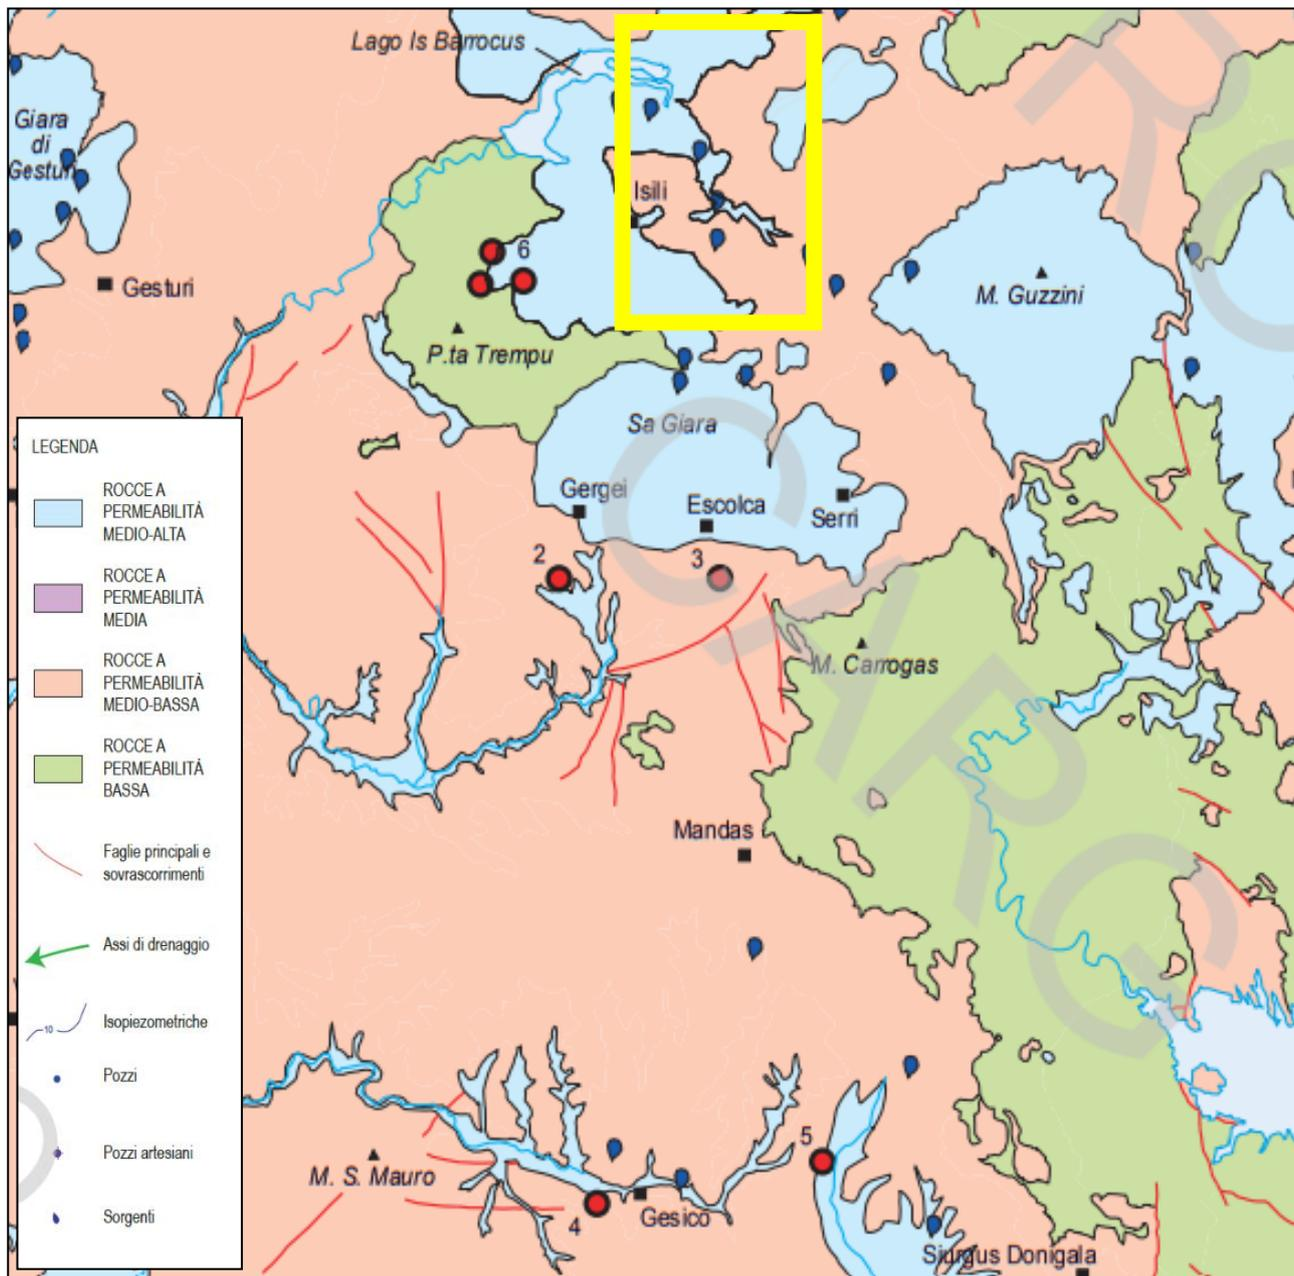 Lago Is Barrocus
Giara
di
Gesturi
Isili
6
Gesturi
M. Guzzini
P.ta Trempu
Sa Giara
LEGENDA
ROCCE A
PERMEABILITÀ
MEDIO-ALTA
Gergei
Escolca
Serri
2
3
ROCCE A
PERMEABILITÀ
MEDIA
M. Carrogas
ROCCE A
PERMEABILITÀ
MEDIO-BASSA
ROCCE A
PERMEABILITÀ
BASSA
Mandas
Faglie principali e
sovrascorrimenti
Assi di drenaggio
10
Isopiezometriche
Pozzi
Pozzi artesiani
Sorgenti
5
M. S. Mauro
4
Gesico
Siurgus Donigala
CARG